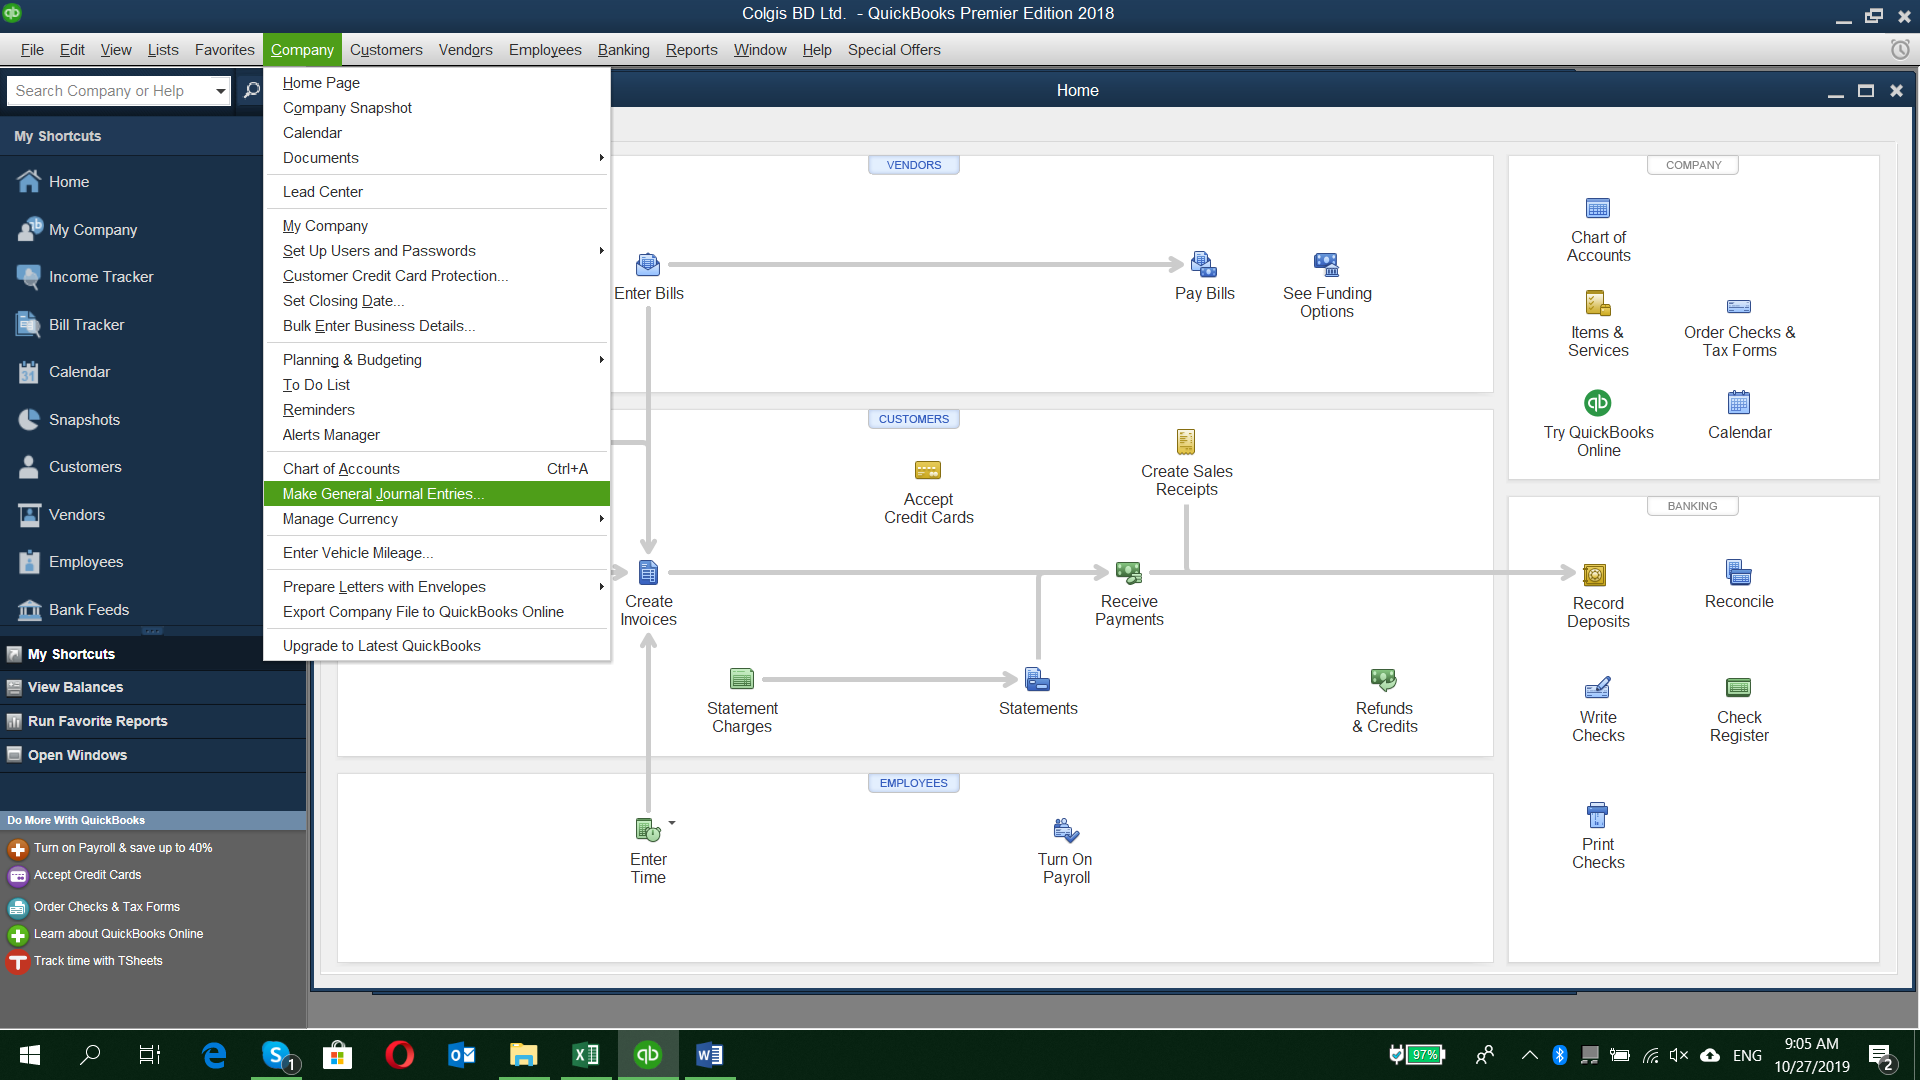 Colgis BD Ltd.  - QuickBooks Premier Edition 2018
File Edit View Lists Favorites Company Customers Vendors Employees Banking Reports Window Help Special Offers
Search Company or Help
My Shortcuts
Home
My Company
Income Tracker
Bill Tracker
Calendar
31
Snapshots
Customers
Vendors
Employees
Bank Feeds
My Shortcuts
View Balances
Run Favorite Reports
Open Windows
Do More With QuickBooks
Turn on Payroll & save up to 40%
Accept Credit Cards
Order Checks & Tax Forms
Learn about QuickBooks Online
Track time with TSheets
Home Page
Company Snapshot
Calendar
Documents
Lead Center
My Company
Set Up Users and Passwords
Customer Credit Card Protection...
Set Closing Date...
Bulk Enter Business Details...
Planning & Budgeting
To Do List
Reminders
Alerts Manager
Chart of Accounts Ctrl+A
Make General Journal Entries...
Manage Currency
Enter Vehicle Mileage...
Prepare Letters with Envelopes
Export Company File to QuickBooks Online
Upgrade to Latest QuickBooks
Home
VENDORS
Enter Bills
Pay Bills
See Funding
Options
CUSTOMERS
Accept
Credit Cards
Create Sales
Receipts
Create
Invoices
Receive
Payments
Statement
Charges
Statements
Refunds
& Credits
EMPLOYEES
Enter
Time
Turn On
Payroll
COMPANY
Chart of
Accounts
Items &
Services
Order Checks &
Tax Forms
qb
Try QuickBooks
Online
Calendar
BANKING
Record
Deposits
Reconcile
Write
Checks
Check
Register
Print
Checks
1
qb
97%
ENG
9:05 AM
10/27/2019
2